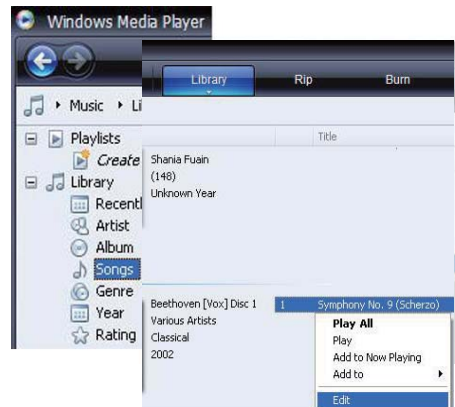 Windows Media Player
Library Rip Burn
Music Li
Playlists
Create
Library
Recentl
Artist
Album
Songs
Genre
Year
Rating
Title
Shania Fuain
(148)
Unknown Year
Beethoven [Vox] Disc 1
Various Artists
Classical
2002
1 Symphony No. 9 (Scherzo)
Play All
Play
Add to Now Playing
Add to
Edit